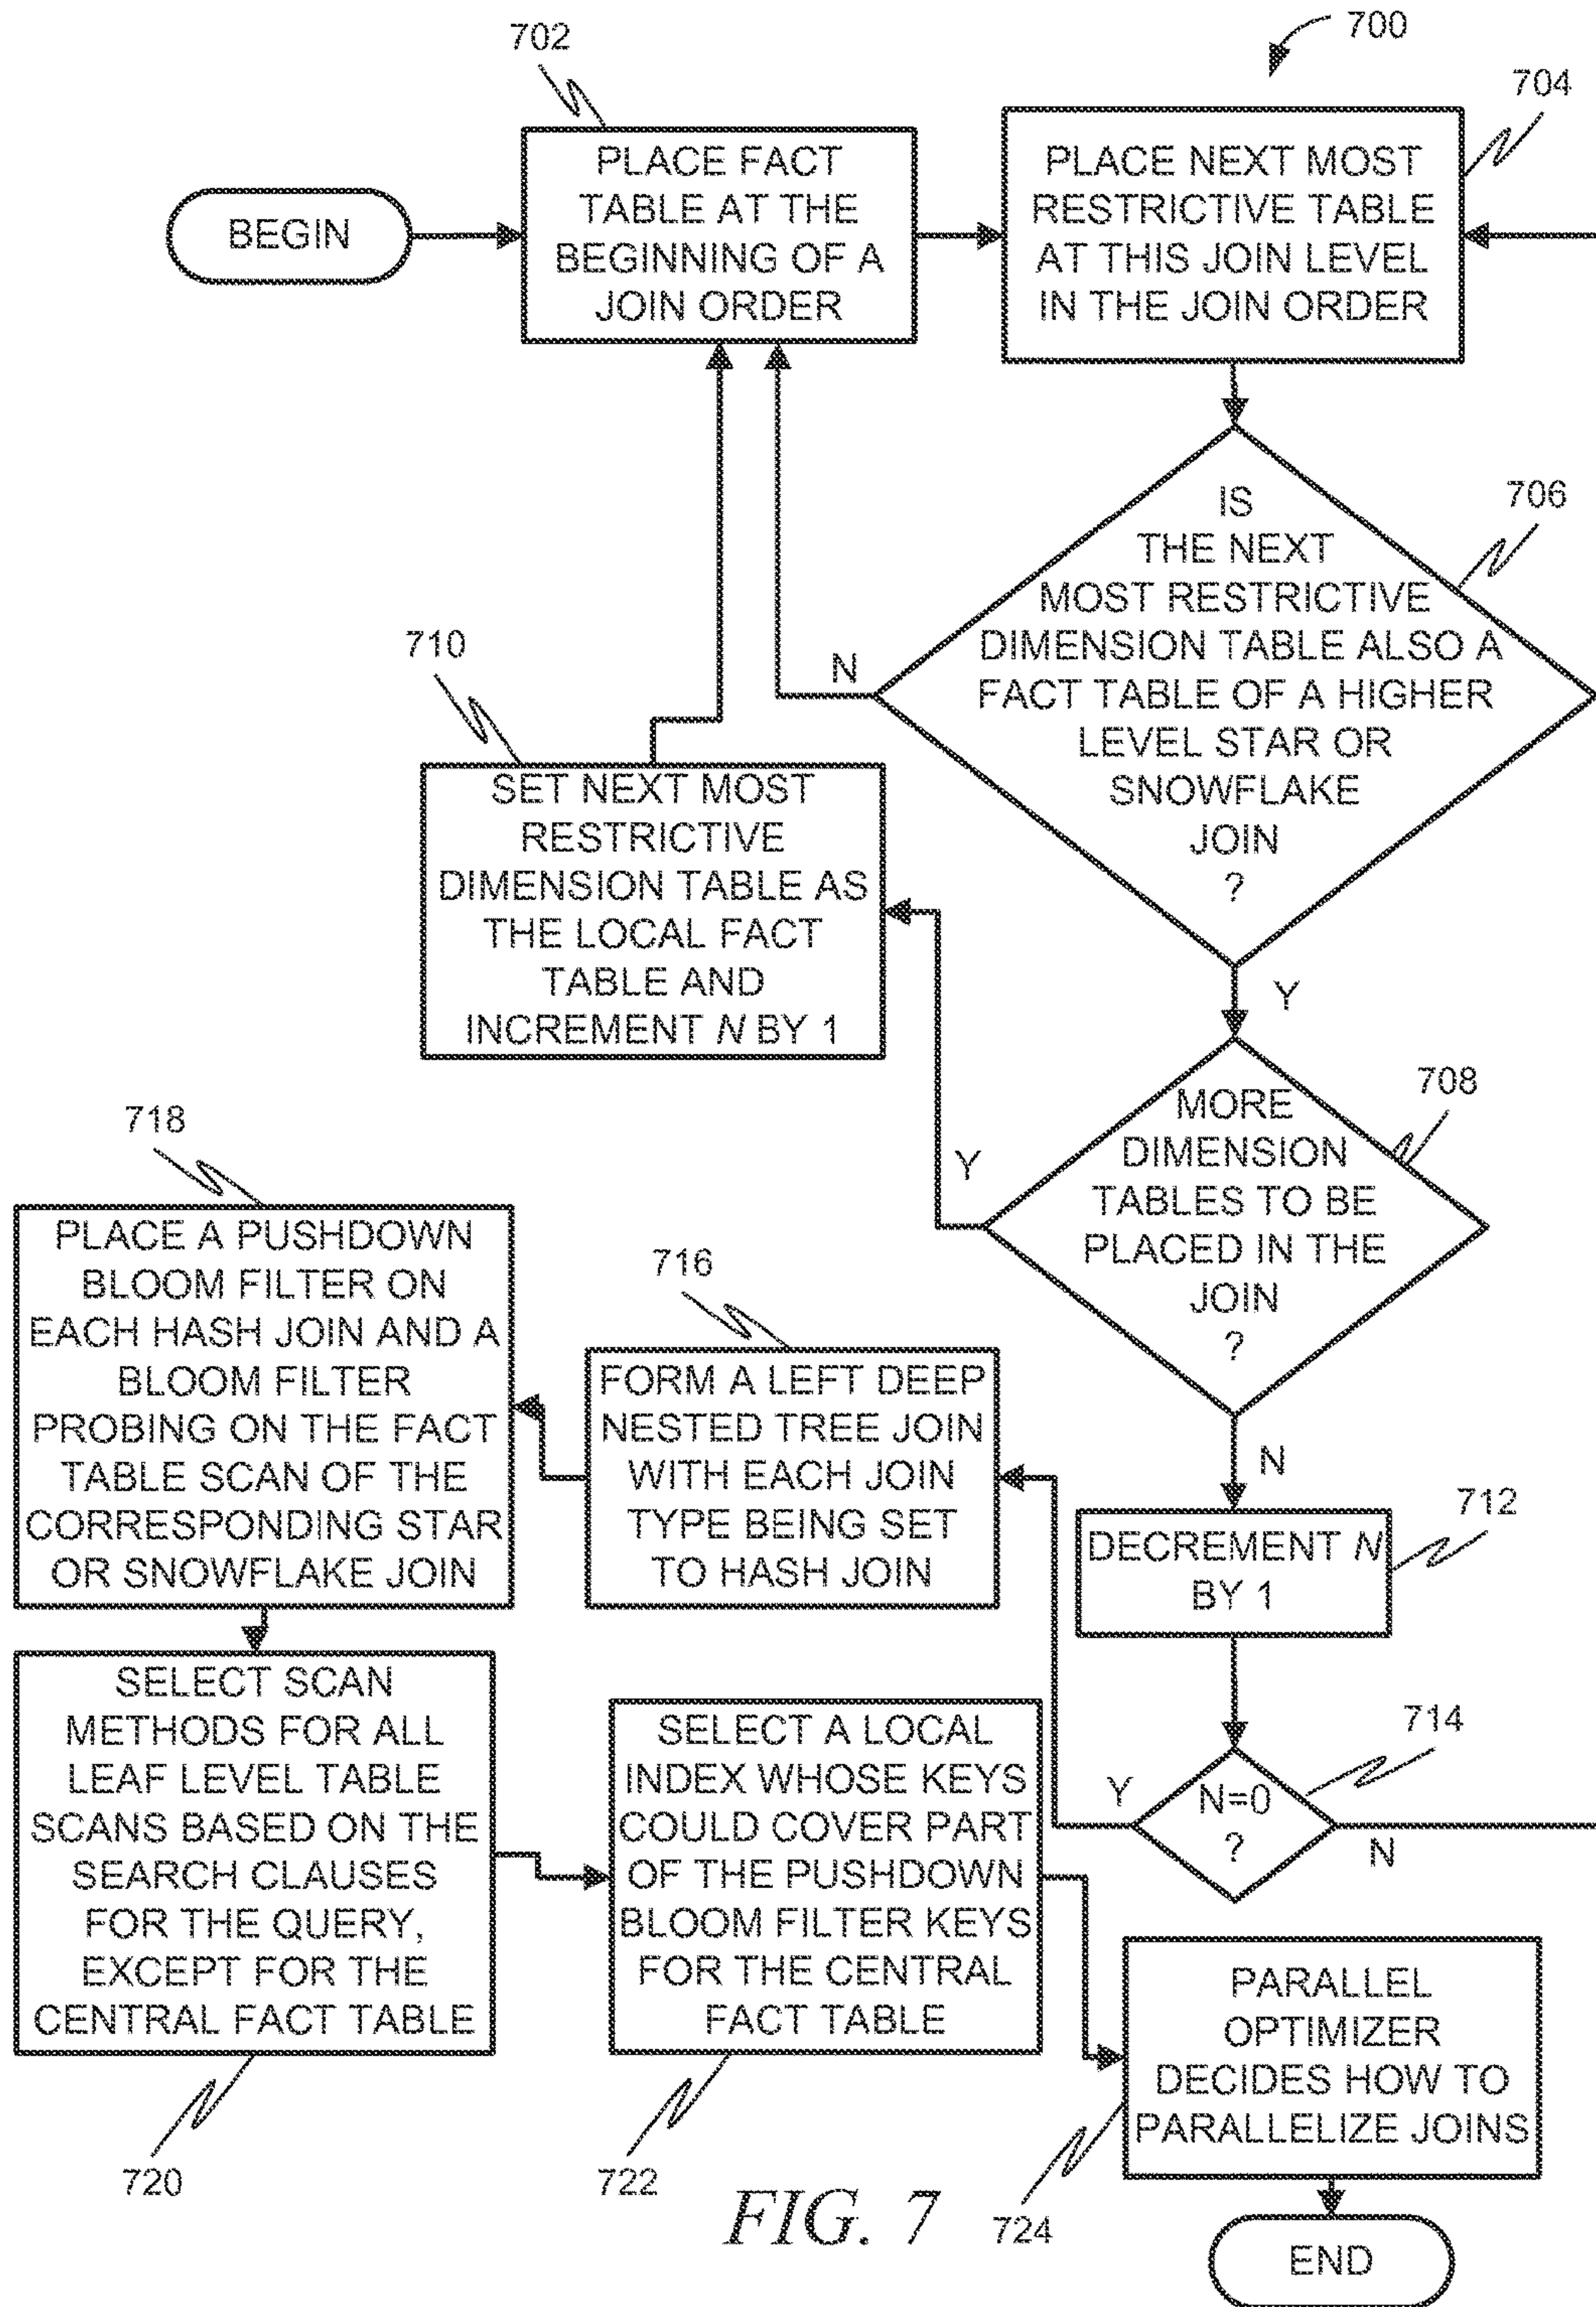 700
702
704
BEGIN
PLACE FACT
TABLE AT THE
BEGINNING OF A
JOIN ORDER
PLACE NEXT MOST
RESTRICTIVE TABLE
AT THIS JOIN LEVEL
IN THE JOIN ORDER
706
IS
THE NEXT
MOST RESTRICTIVE
DIMENSION TABLE ALSO A
FACT TABLE OF A HIGHER
LEVEL STAR OR
SNOWFLAKE
JOIN
?
N
Y
710
SET NEXT MOST
RESTRICTIVE
DIMENSION TABLE AS
THE LOCAL FACT
TABLE AND
INCREMENT N BY 1
708
MORE
DIMENSION
TABLES TO BE
PLACED IN THE
JOIN
?
Y
N
712
DECREMENT N
BY 1
714
N=0
?
Y
N
716
FORM A LEFT DEEP
NESTED TREE JOIN
WITH EACH JOIN
TYPE BEING SET
TO HASH JOIN
718
PLACE A PUSHDOWN
BLOOM FILTER ON
EACH HASH JOIN AND A
BLOOM FILTER
PROBING ON THE FACT
TABLE SCAN OF THE
CORRESPONDING STAR
OR SNOWFLAKE JOIN
SELECT SCAN
METHODS FOR ALL
LEAF LEVEL TABLE
SCANS BASED ON THE
SEARCH CLAUSES
FOR THE QUERY,
EXCEPT FOR THE
CENTRAL FACT TABLE
720
SELECT A LOCAL
INDEX WHOSE KEYS
COULD COVER PART
OF THE PUSHDOWN
BLOOM FILTER KEYS
FOR THE CENTRAL
FACT TABLE
722
PARALLEL
OPTIMIZER
DECIDES HOW TO
PARALLELIZE JOINS
724
END
FIG. 7